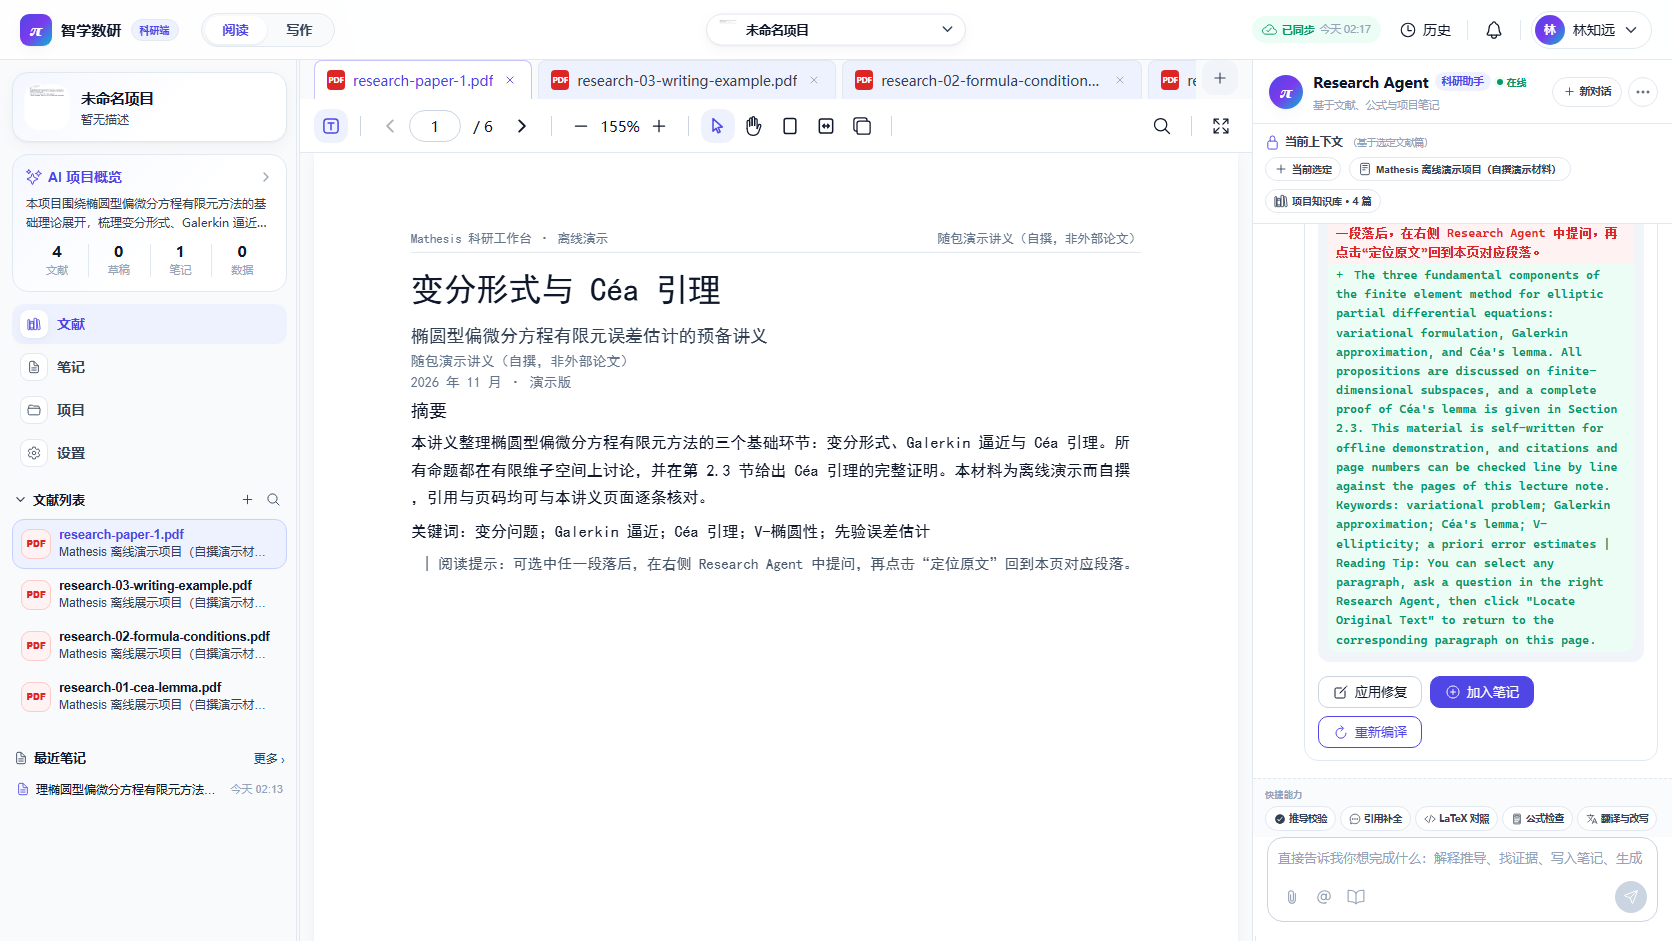 π 智学数研 科研端 阅读 写作
未命名项目
已同步 今天 02:17 历史 林 林知远
未命名项目
暂无描述
AI 项目概览
本项目围绕椭圆型偏微分方程有限元方法的基
础理论展开，梳理变分形式、Galerkin 逼近...
4 0 1 0
文献 草稿 笔记 数据
文献
笔记
项目
设置
文献列表
PDF research-paper-1.pdf
Mathesis 离线演示项目（自撰演示材...
PDF research-03-writing-example.pdf
Mathesis 离线展示项目（自撰演示材...
PDF research-02-formula-conditions.pdf
Mathesis 离线展示项目（自撰演示材...
PDF research-01-cea-lemma.pdf
Mathesis 离线展示项目（自撰演示材...
最近笔记 更多 ›
理椭圆型偏微分方程有限元方法... 今天 02:13
PDF research-paper-1.pdf × PDF research-03-writing-example.pdf × PDF research-02-formula-condition... × PDF +
T 1 / 6 155%
Mathesis 科研工作台 · 离线演示 随包演示讲义（自撰，非外部论文）
变分形式与 Céa 引理
椭圆型偏微分方程有限元误差估计的预备讲义
随包演示讲义（自撰，非外部论文）
2026 年 11 月 · 演示版
摘要
本讲义整理椭圆型偏微分方程有限元方法的三个基础环节：变分形式、Galerkin 逼近与 Céa 引理。所
有命题都在有限维子空间上讨论，并在第 2.3 节给出 Céa 引理的完整证明。本材料为离线演示而自撰
，引用与页码均可与本讲义页面逐条核对。
关键词：变分问题；Galerkin 逼近；Céa 引理；V-椭圆性；先验误差估计
| 阅读提示：可选中任一段落后，在右侧 Research Agent 中提问，再点击“定位原文”回到本页对应段落。
π Research Agent 科研助手 在线
基于文献、公式与项目笔记
+ 新对话
当前上下文 （基于选定文献篇）
+ 当前选定 Mathesis 离线演示项目（自撰演示材料）
项目知识库 • 4 篇
一段落后，在右侧 Research Agent 中提问，再
点击“定位原文”回到本页对应段落。
+ The three fundamental components of
the finite element method for elliptic
partial differential equations:
variational formulation, Galerkin
approximation, and Céa's lemma. All
propositions are discussed on finite-
dimensional subspaces, and a complete
proof of Céa's lemma is given in Section
2.3. This material is self-written for
offline demonstration, and citations and
page numbers can be checked line by line
against the pages of this lecture note.
Keywords: variational problem; Galerkin
approximation; Céa's lemma; V-
ellipticity; a priori error estimates |
Reading Tip: You can select any
paragraph, ask a question in the right
Research Agent, then click "Locate
Original Text" to return to the
corresponding paragraph on this page.
应用修复 加入笔记
重新编译
快捷能力
推导校验 引用补全 </> LaTeX 对照 公式检查 翻译与改写
直接告诉我你想完成什么：解释推导、找证据、写入笔记、生成
@